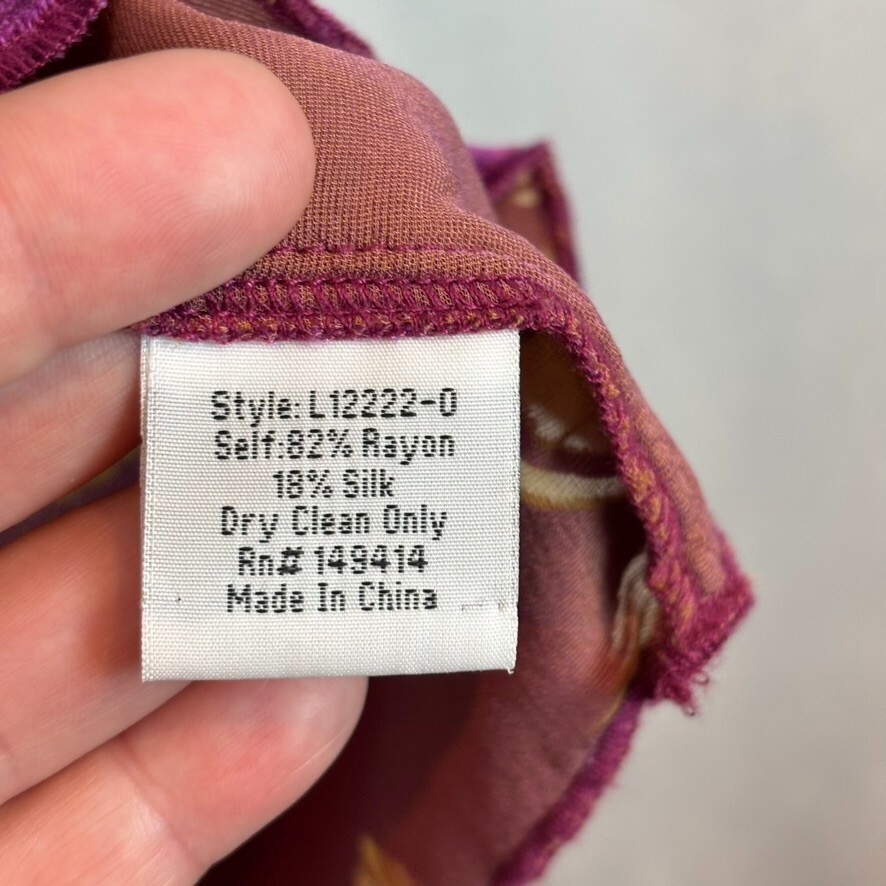 Style: L12222-0
Self:82% Rayon
18% Silk
Dry Clean Only
Rn# 149414
Made In China